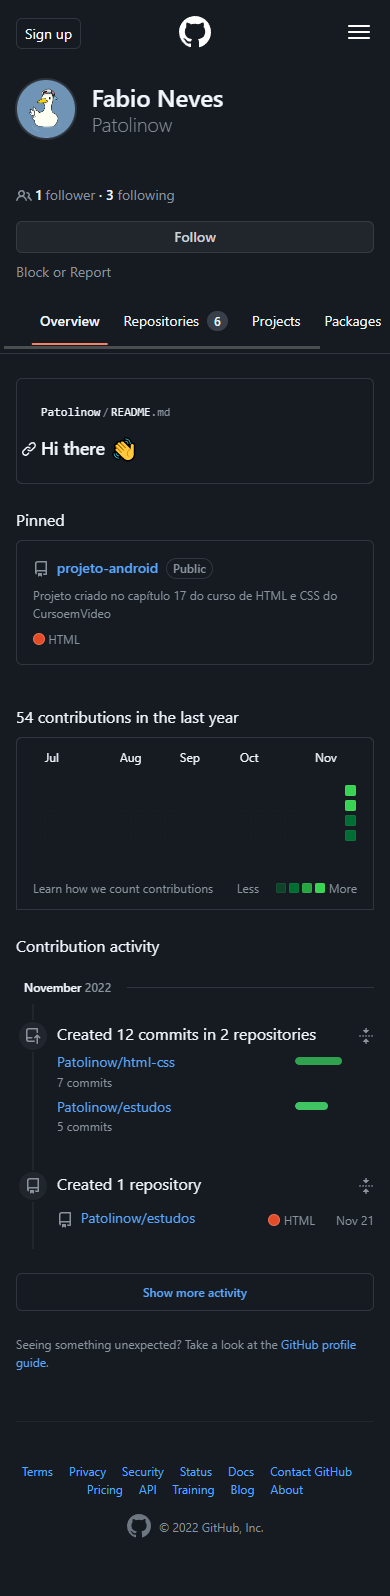 Sign up
Fabio Neves
Patolinow
1 follower · 3 following
Follow
Block or Report
Overview Repositories 6 Projects Packages
Patolinow/README.md
Hi there 👋
Pinned
projeto-android Public
Projeto criado no capítulo 17 do curso de HTML e CSS do
CursoemVideo
HTML
54 contributions in the last year
Jul Aug Sep Oct Nov
Learn how we count contributions Less More
Contribution activity
November 2022
Created 12 commits in 2 repositories
Patolinow/html-css
7 commits
Patolinow/estudos
5 commits
Created 1 repository
Patolinow/estudos HTML Nov 21
Show more activity
Seeing something unexpected? Take a look at the GitHub profile
guide.
Terms Privacy Security Status Docs Contact GitHub
Pricing API Training Blog About
© 2022 GitHub, Inc.